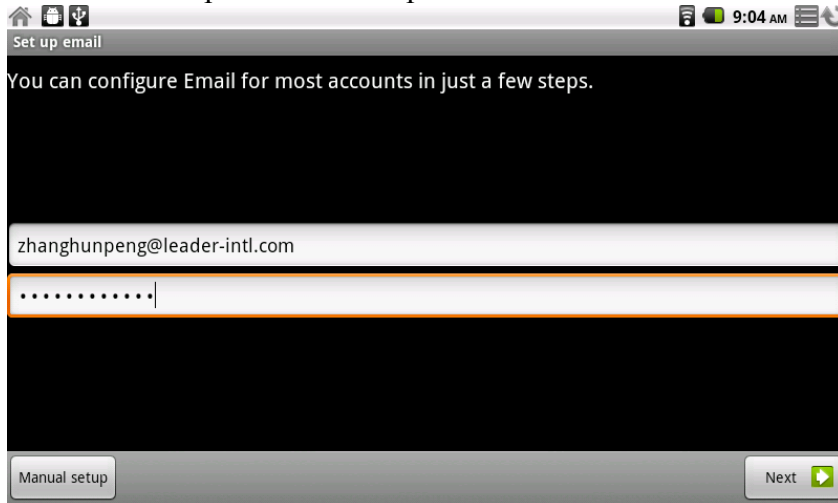 9:04 AM
Set up email
You can configure Email for most accounts in just a few steps.
zhanghunpeng@leader-intl.com
••••••••••••
Manual setup
Next